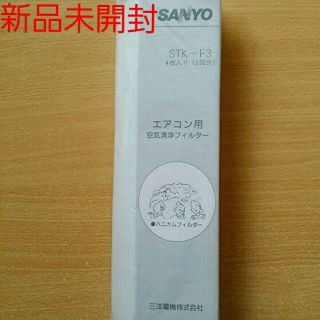 新品未開封
SANYO
STK-F3
4枚入り(2回分)
エアコン用
空気清浄フィルター
●ハニカムフィルター
三洋電機株式会社